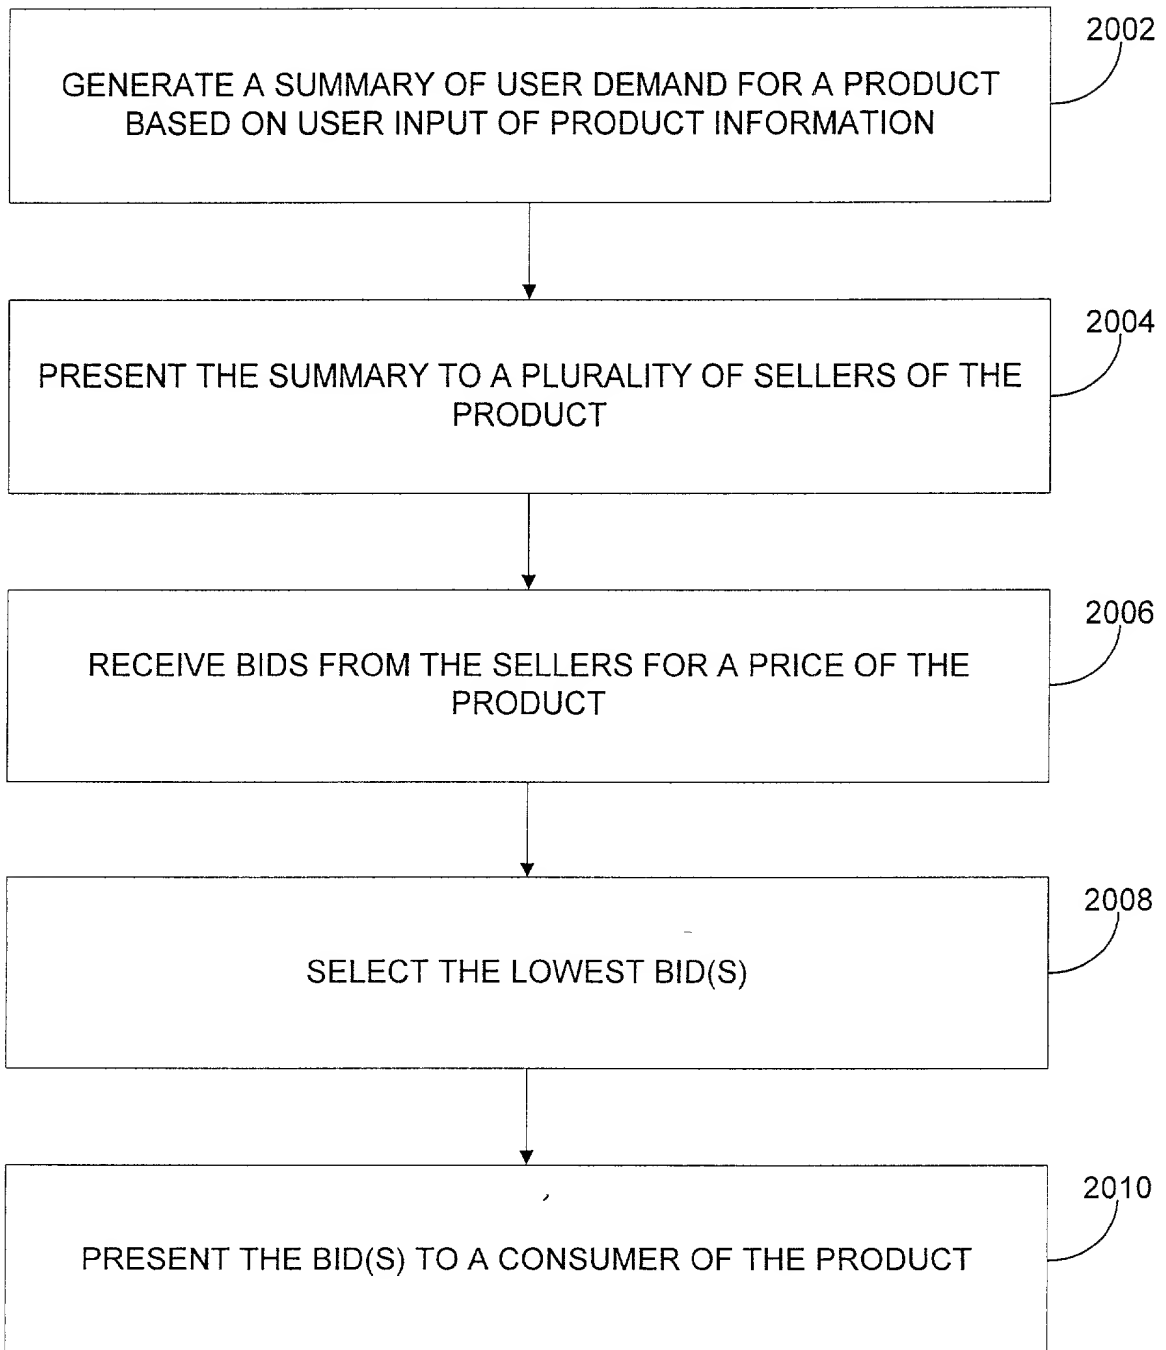 2002
GENERATE A SUMMARY OF USER DEMAND FOR A PRODUCT
BASED ON USER INPUT OF PRODUCT INFORMATION
2004
PRESENT THE SUMMARY TO A PLURALITY OF SELLERS OF THE
PRODUCT
2006
RECEIVE BIDS FROM THE SELLERS FOR A PRICE OF THE
PRODUCT
2008
SELECT THE LOWEST BID(S)
2010
PRESENT THE BID(S) TO A CONSUMER OF THE PRODUCT